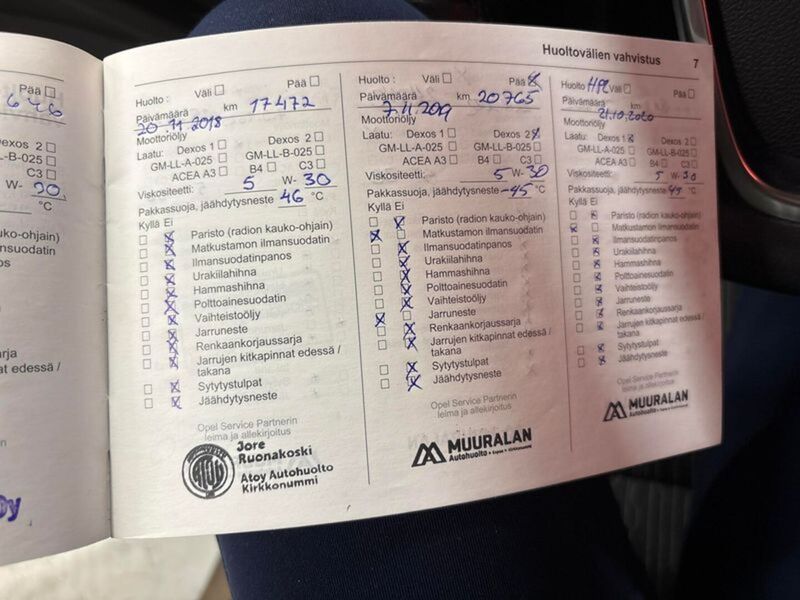 Huoltovälien vahvistus 7
Pää
646
Dexos 2
GM-LL-B-025
C3
W- 20
°C
Huolto: Väli Pää
Päivämäärä km 17472
20.11.2018
Moottoriöljy
Laatu: Dexos 1 Dexos 2
GM-LL-A-025 GM-LL-B-025
ACEA A3 B4 C3
Viskositeetti: 5 W- 30
Pakkassuoja, jäähdytysneste 46 °C
Kyllä Ei
Paristo (radion kauko-ohjain)
Matkustamon ilmansuodatin
Ilmansuodatinpanos
Urakiilahihna
Hammashihna
Polttoainesuodatin
Vaihteistoöljy
Jarruneste
Renkaankorjaussarja
Jarrujen kitkapinnat edessä /
takana
Sytytystulpat
Jäähdytysneste
Opel Service Partnerin
leima ja allekirjoitus
Jore
Ruonakoski
Atoy Autohuolto
Kirkkonummi
Huolto: Väli Pää
Päivämäärä km 20765
Moottoriöljy
Laatu: Dexos 1 Dexos 2
GM-LL-A-025 GM-LL-B-025
ACEA A3 B4 C3
Viskositeetti: 5 W- 30
Pakkassuoja, jäähdytysneste -45 °C
Kyllä Ei
Paristo (radion kauko-ohjain)
Matkustamon ilmansuodatin
Ilmansuodatinpanos
Urakiilahihna
Hammashihna
Polttoainesuodatin
Vaihteistoöljy
Jarruneste
Renkaankorjaussarja
Jarrujen kitkapinnat edessä /
takana
Sytytystulpat
Jäähdytysneste
Opel Service Partnerin
leima ja allekirjoitus
MUURALAN
Autohuolto
Huolto Väli Pää
Päivämäärä km
21.10.2020
Moottoriöljy
Laatu: Dexos 1 Dexos 2
GM-LL-A-025 GM-LL-B-025
ACEA A3 B4 C3
Viskositeetti: 5 W- 30
Pakkassuoja, jäähdytysneste °C
Kyllä Ei
Paristo (radion kauko-ohjain)
Matkustamon ilmansuodatin
Ilmansuodatinpanos
Urakiilahihna
Hammashihna
Polttoainesuodatin
Vaihteistoöljy
Jarruneste
Renkaankorjaussarja
Jarrujen kitkapinnat edessä /
takana
Sytytystulpat
Jäähdytysneste
Opel Service Partnerin
leima ja allekirjoitus
MUURALAN
Autohuolto